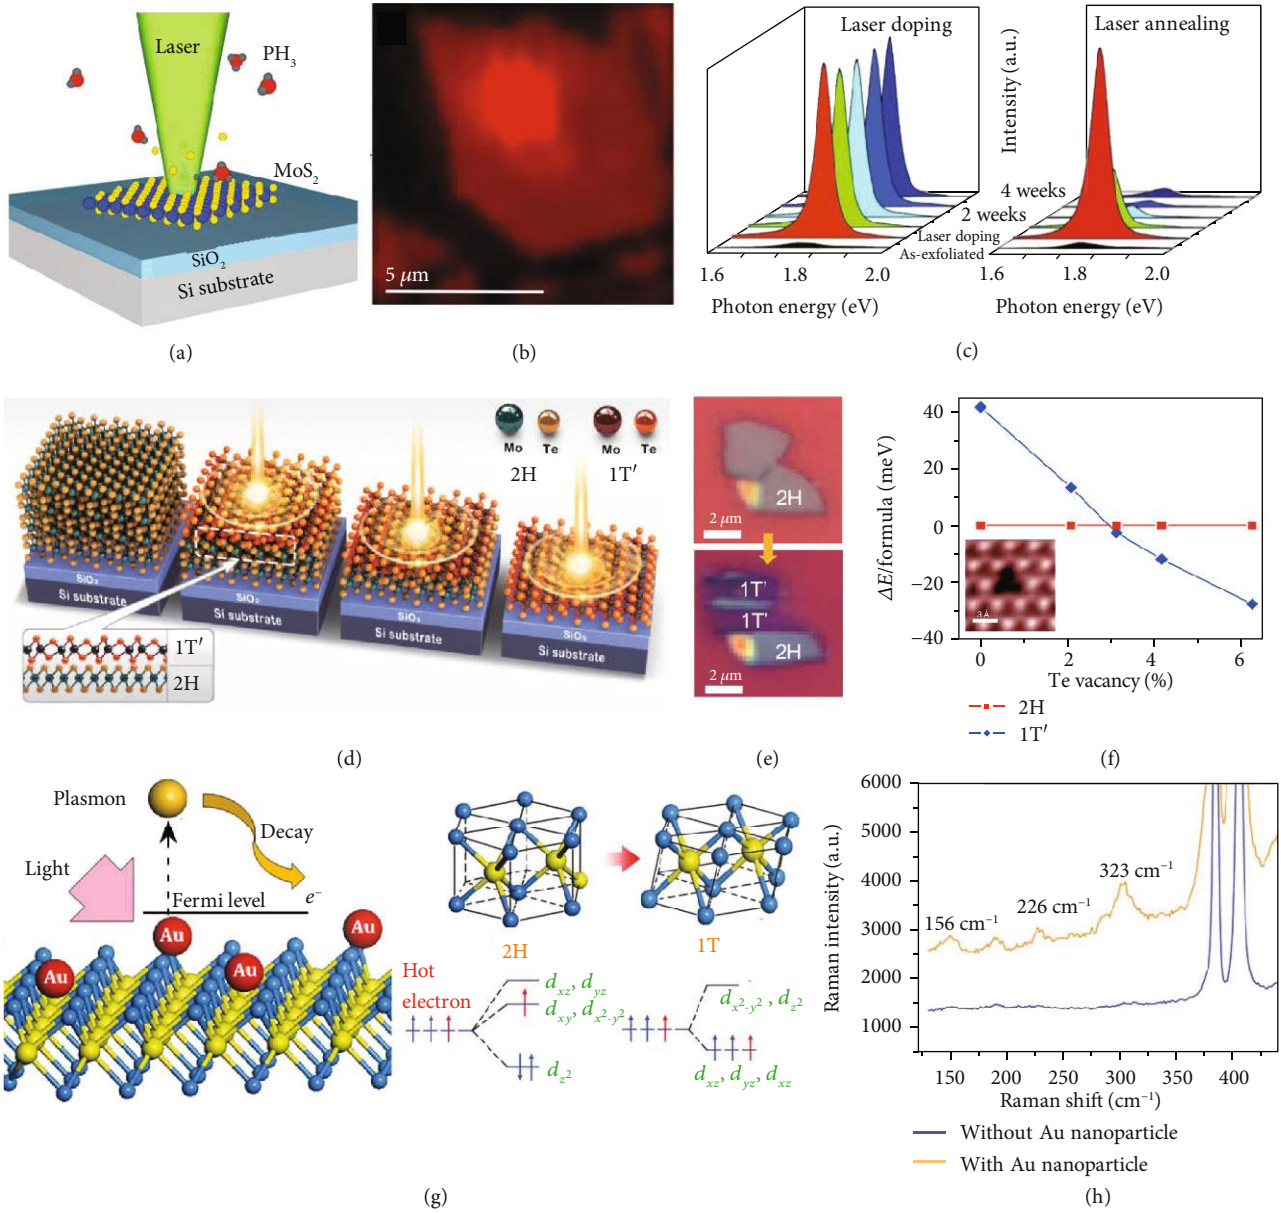 Laser
PH3
MoS2
SiO2
Si substrate
(a)
5 μm
(b)
Laser doping
Laser annealing
Intensity (a.u.)
4 weeks
2 weeks
Laser doping
As-exfoliated
1.6 1.8 2.0
1.6 1.8 2.0
Photon energy (eV)
Photon energy (eV)
(c)
Mo Te Mo Te
2H 1T′
SiO2
Si substrate
SiO2
Si substrate
SiO2
Si substrate
SiO2
Si substrate
1T′
2H
(d)
2H
2 μm
1T'
1T'
2H
2 μm
(e)
ΔE/formula (meV)
40
20
0
−20
−40
3 Å
0 2 4 6
Te vacancy (%)
2H
1T′
(f)
Plasmon
Decay
Light
Fermi level
e−
Au
Au
Au
Au
2H
1T
Hot
electron
dxz, dyz
dxy, dx2-y2
dz2
dx2-y2 , dz2
dxz, dyz, dxz
(g)
Raman intensity (a.u.)
6000
5000
4000
3000
2000
1000
156 cm−1
226 cm−1
323 cm−1
150 200 250 300 350 400
Raman shift (cm−1)
Without Au nanoparticle
With Au nanoparticle
(h)